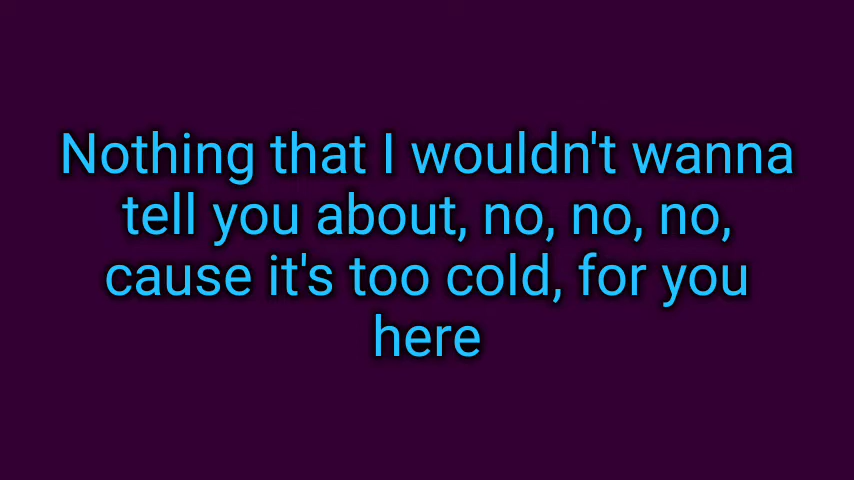 Nothing that I wouldn't wanna
tell you about, no, no, no,
cause it's too cold, for you
here